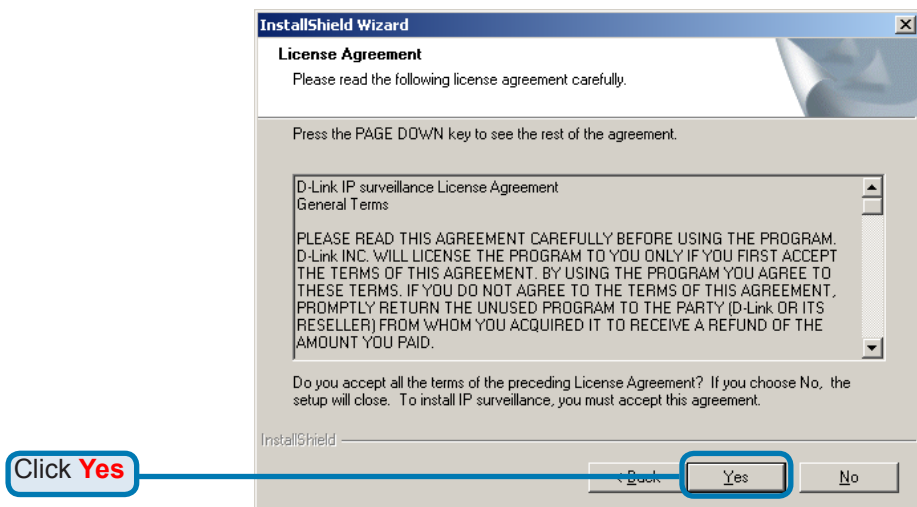 InstallShield Wizard
License Agreement
Please read the following license agreement carefully.
Press the PAGE DOWN key to see the rest of the agreement.
D-Link IP surveillance License Agreement
General Terms
PLEASE READ THIS AGREEMENT CAREFULLY BEFORE USING THE PROGRAM.
D-Link INC. WILL LICENSE THE PROGRAM TO YOU ONLY IF YOU FIRST ACCEPT
THE TERMS OF THIS AGREEMENT. BY USING THE PROGRAM YOU AGREE TO
THESE TERMS. IF YOU DO NOT AGREE TO THE TERMS OF THIS AGREEMENT,
PROMPTLY RETURN THE UNUSED PROGRAM TO THE PARTY (D-Link OR ITS
RESELLER) FROM WHOM YOU ACQUIRED IT TO RECEIVE A REFUND OF THE
AMOUNT YOU PAID.
Do you accept all the terms of the preceding License Agreement? If you choose No, the
setup will close. To install IP surveillance, you must accept this agreement.
InstallShield
Click Yes
< Back
Yes
No